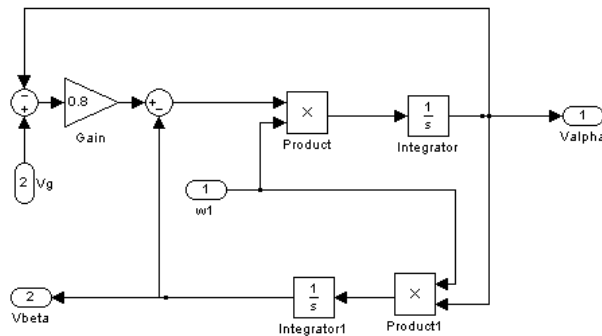 0.8
Gain
2
Vg
×
Product
1
s
Integrator
1
Valpha
1
w1
2
Vbeta
1
s
Integrator1
×
Product1